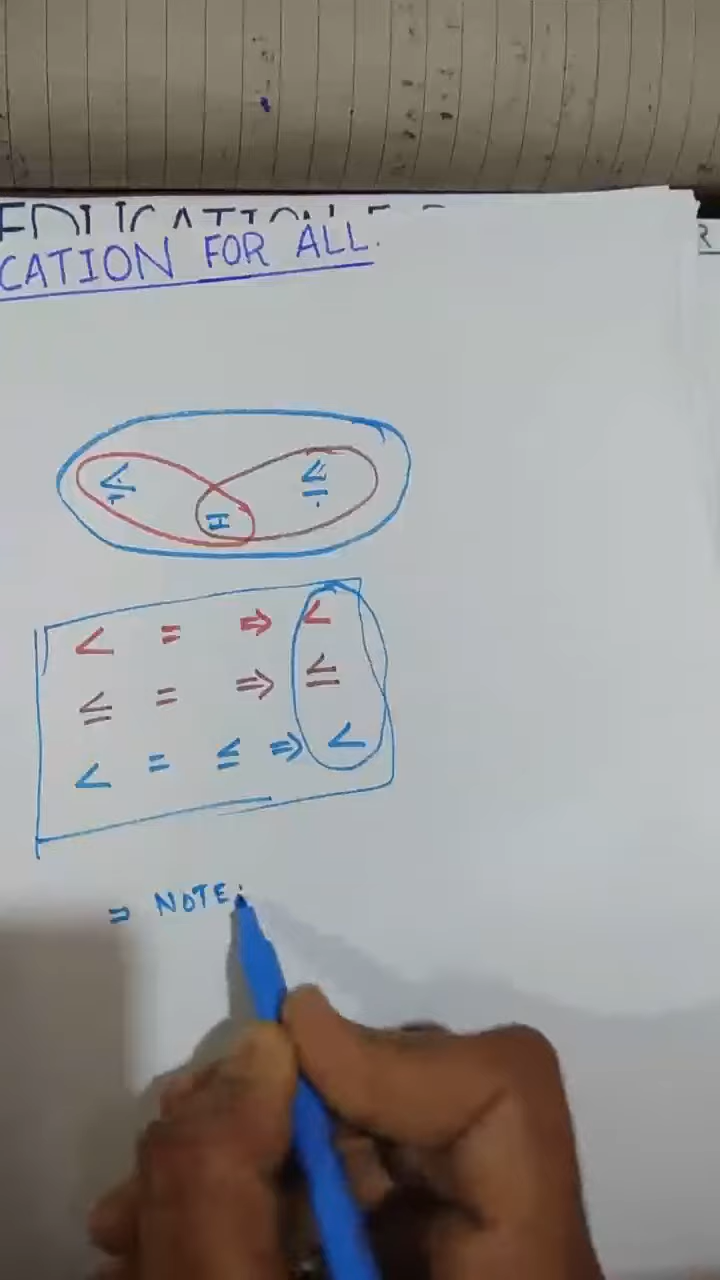 CATION FOR ALL.
≤ = ≤
< = ⇒ <
≤ = ⇒ ≤
< = ≤ ⇒ <
= NOTE: